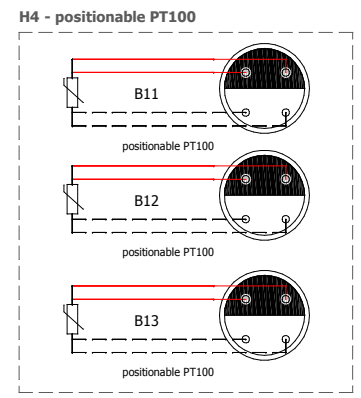 H4 - positionable PT100
B11
positionable PT100
B12
positionable PT100
B13
positionable PT100